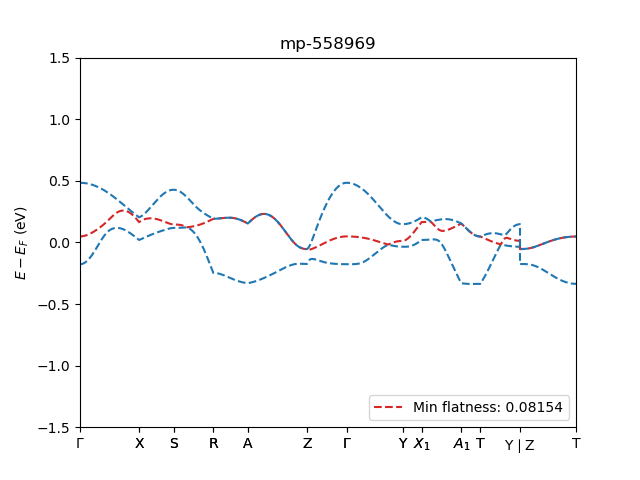 mp-558969
1.5
1.0
0.5
0.0
−0.5
−1.0
−1.5
E − E_F (eV)
Min flatness: 0.08154
Γ X S R A Z Γ Y X₁ A₁ T Y | Z T